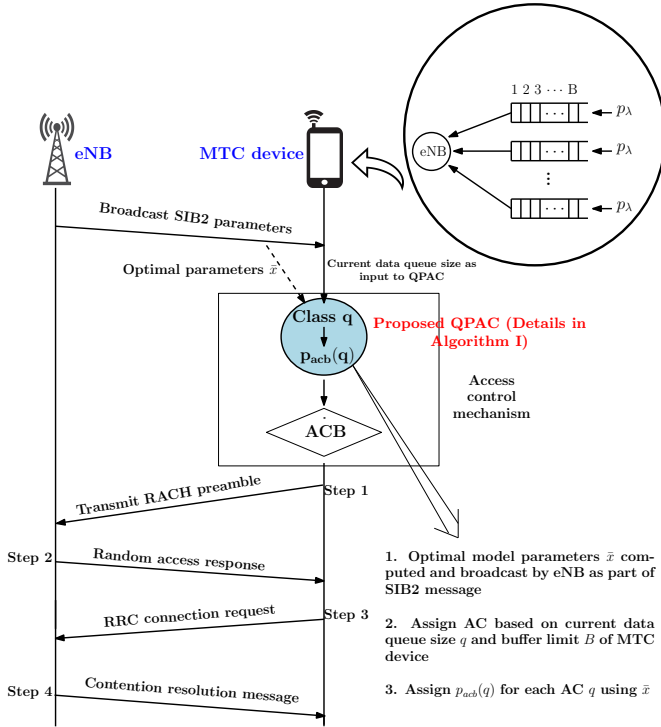 1 2 3 ··· B
p_λ
eNB
p_λ
p_λ
eNB
MTC device
Broadcast SIB2 parameters
Optimal parameters x̄
Current data queue size as
input to QPAC
Class q
p_acb(q)
Proposed QPAC (Details in
Algorithm I)
Access
control
mechanism
ACB
Step 1
Transmit RACH preamble
Step 2
Random access response
Step 3
RRC connection request
Step 4
Contention resolution message
1. Optimal model parameters x̄ com-
puted and broadcast by eNB as part of
SIB2 message
2. Assign AC based on current data
queue size q and buffer limit B of MTC
device
3. Assign p_acb(q) for each AC q using x̄